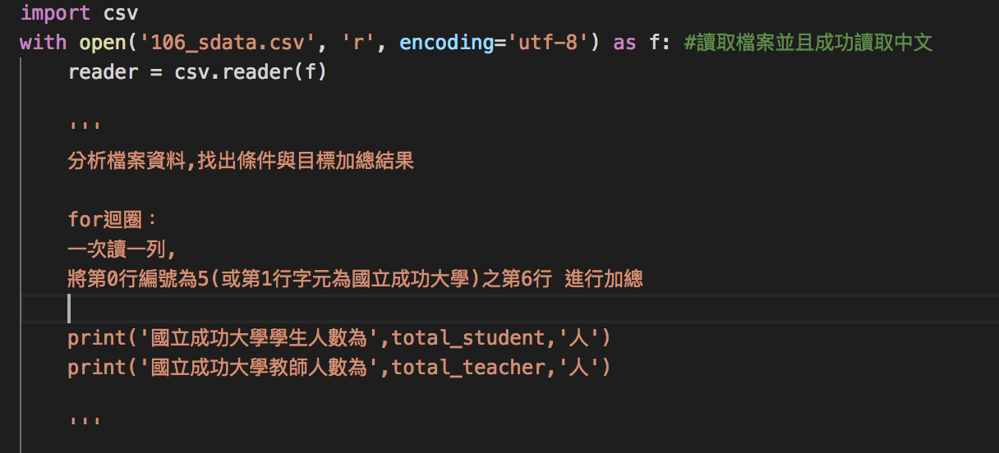 import csv
with open('106_sdata.csv', 'r', encoding='utf-8') as f: #讀取檔案並且成功讀取中文
reader = csv.reader(f)
'''
分析檔案資料,找出條件與目標加總結果
for迴圈：
一次讀一列,
將第0行編號為5(或第1行字元為國立成功大學)之第6行 進行加總
print('國立成功大學學生人數為',total_student,'人')
print('國立成功大學教師人數為',total_teacher,'人')
'''